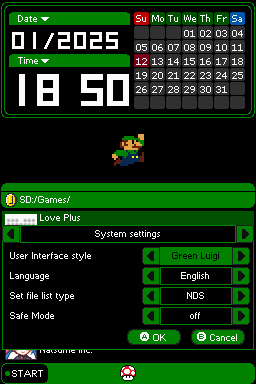 Date
01/2025
Su Mo Tu We Th Fr Sa
01 02 03 04
05 06 07 08 09 10 11
12 13 14 15 16 17 18
19 20 21 22 23 24 25
26 27 28 29 30 31
Time
18 50
SD:/Games/
Love Plus
System settings
User Interface style Green Luigi
Language English
Set file list type NDS
Safe Mode off
A OK B Cancel
Natsume Inc.
START